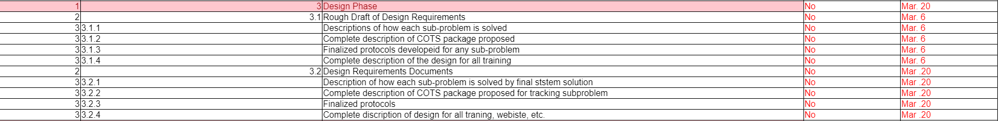 1 3 Design Phase No Mar. 20
2 3.1 Rough Draft of Design Requirements No Mar. 6
3 3.1.1 Descriptions of how each sub-problem is solved No Mar. 6
3 3.1.2 Complete description of COTS package proposed No Mar. 6
3 3.1.3 Finalized protocols developeid for any sub-problem No Mar. 6
3 3.1.4 Complete description of the design for all training No Mar. 6
2 3.2 Design Requirements Documents No Mar .20
3 3.2.1 Description of how each sub-problem is solved by final ststem solution No Mar .20
3 3.2.2 Complete description of COTS package proposed for tracking subproblem No Mar .20
3 3.2.3 Finalized protocols No Mar .20
3 3.2.4 Complete discription of design for all traning, webiste, etc. No Mar .20